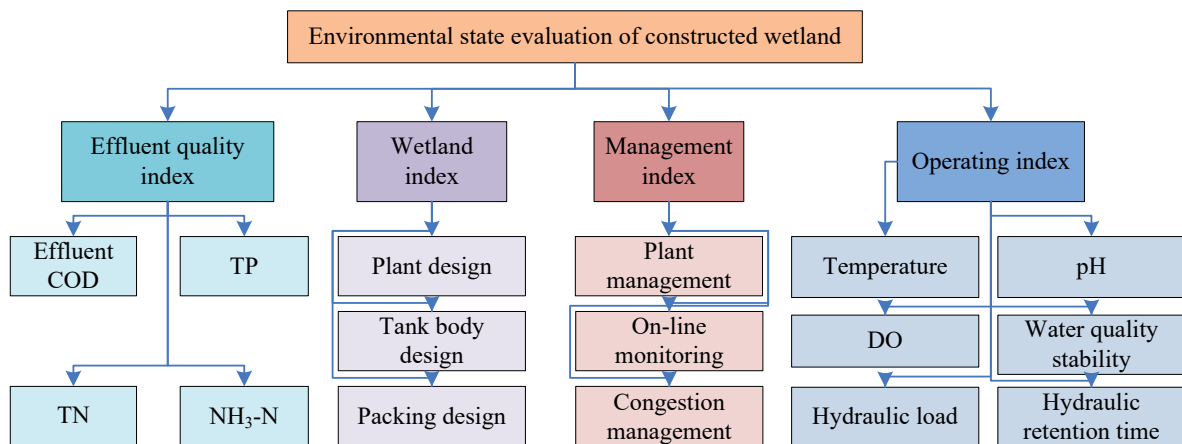 Environmental state evaluation of constructed wetland
Effluent quality
index
Wetland
index
Management
index
Operating index
Effluent
COD
TP
Plant design
Plant
management
Temperature
pH
Tank body
design
On-line
monitoring
DO
Water quality
stability
TN
NH₃-N
Packing design
Congestion
management
Hydraulic load
Hydraulic
retention time